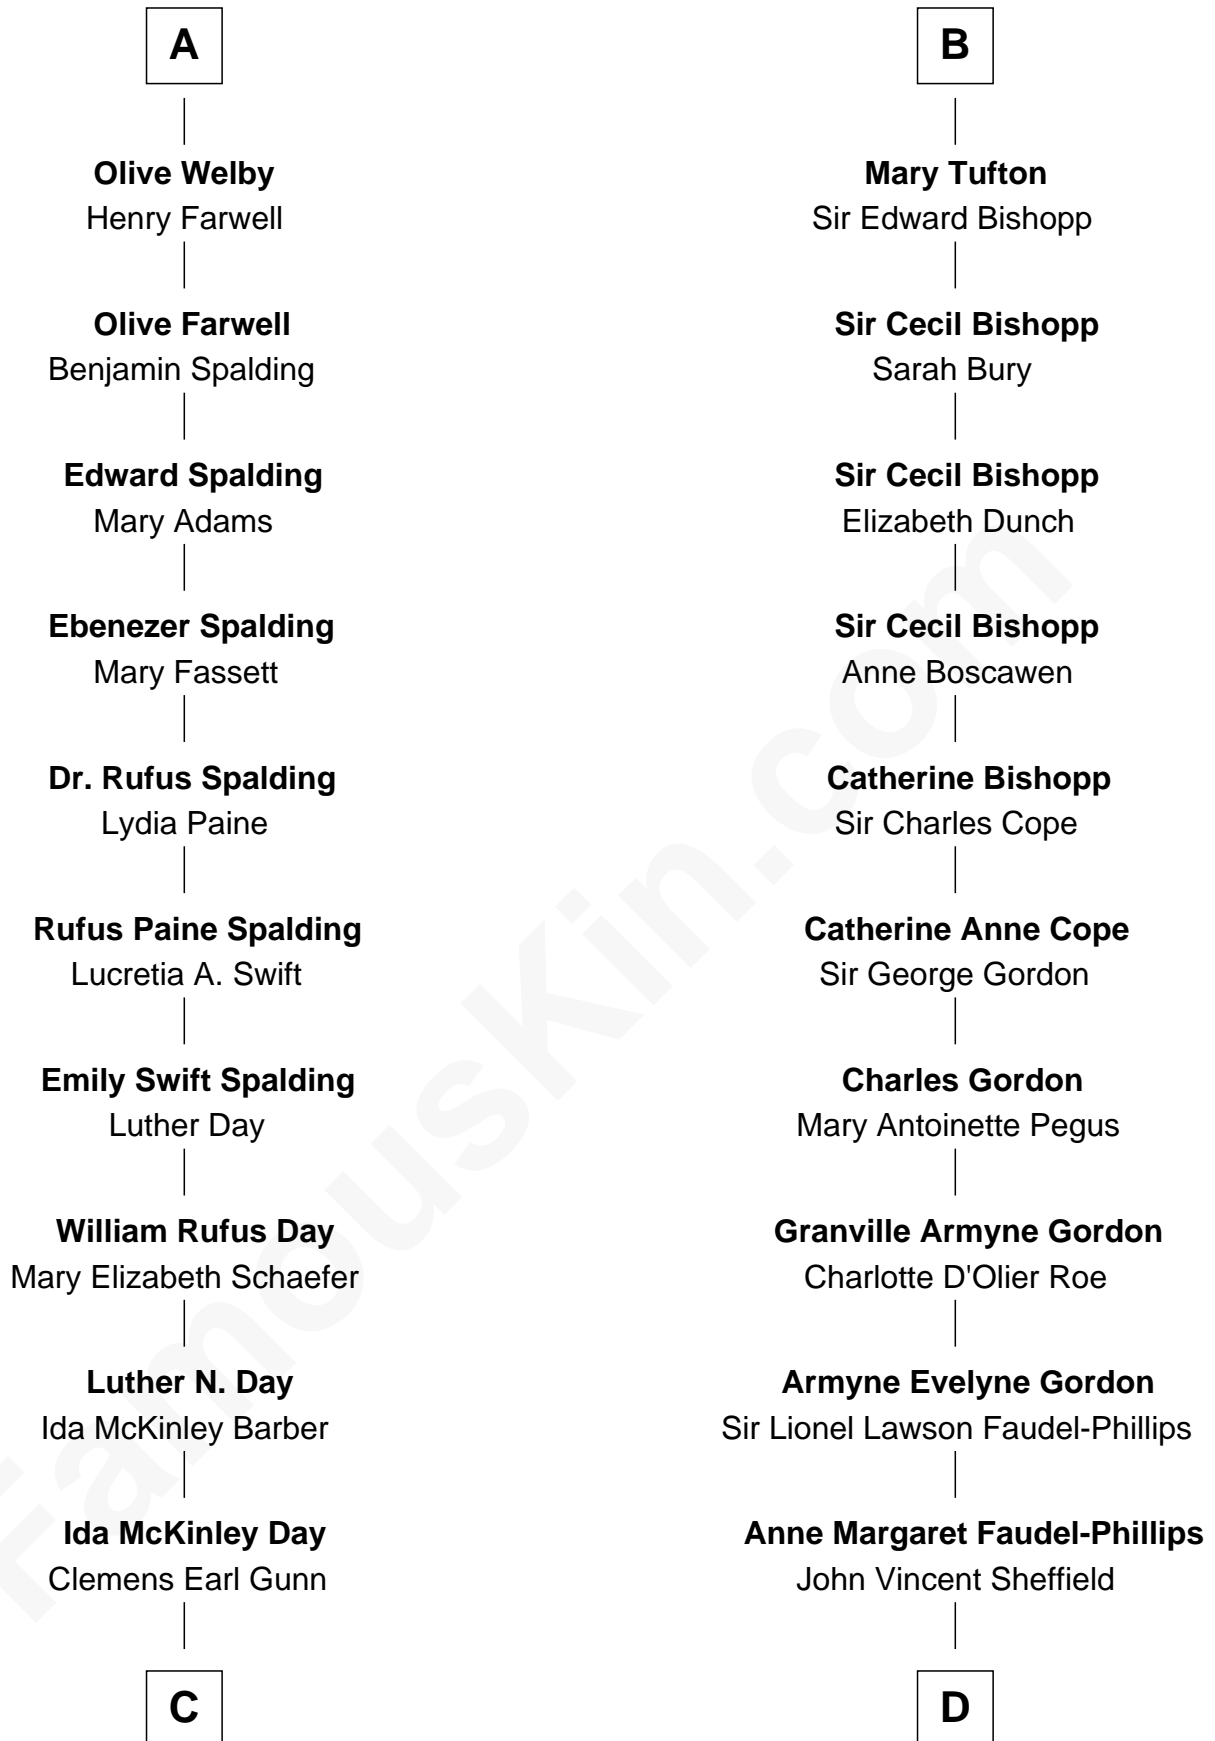 A
Olive Welby
Henry Farwell
Olive Farwell
Benjamin Spalding
Edward Spalding
Mary Adams
Ebenezer Spalding
Mary Fassett
Dr. Rufus Spalding
Lydia Paine
Rufus Paine Spalding
Lucretia A. Swift
Emily Swift Spalding
Luther Day
William Rufus Day
Mary Elizabeth Schaefer
Luther N. Day
Ida McKinley Barber
Ida McKinley Day
Clemens Earl Gunn
C
B
Mary Tufton
Sir Edward Bishopp
Sir Cecil Bishopp
Sarah Bury
Sir Cecil Bishopp
Elizabeth Dunch
Sir Cecil Bishopp
Anne Boscawen
Catherine Bishopp
Sir Charles Cope
Catherine Anne Cope
Sir George Gordon
Charles Gordon
Mary Antoinette Pegus
Granville Armyne Gordon
Charlotte D'Olier Roe
Armyne Evelyne Gordon
Sir Lionel Lawson Faudel-Phillips
Anne Margaret Faudel-Phillips
John Vincent Sheffield
D
FamousKin.com